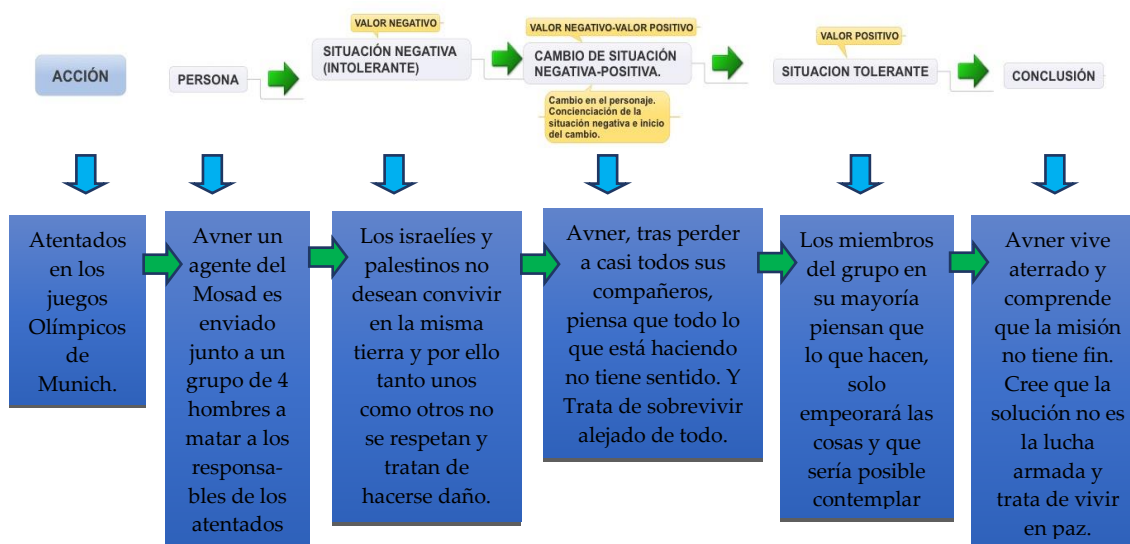 ACCIÓN
PERSONA
VALOR NEGATIVO
SITUACIÓN NEGATIVA
(INTOLERANTE)
VALOR NEGATIVO-VALOR POSITIVO
CAMBIO DE SITUACIÓN
NEGATIVA-POSITIVA.
Cambio en el personaje.
Concienciación de la
situación negativa e inicio
del cambio.
VALOR POSITIVO
SITUACION TOLERANTE
CONCLUSIÓN
Atentados
en los
juegos
Olímpicos
de
Munich.
Avner un
agente del
Mosad es
enviado
junto a un
grupo de 4
hombres a
matar a los
responsa-
bles de los
atentados
Los israelíes y
palestinos no
desean convivir
en la misma
tierra y por ello
tanto unos
como otros no
se respetan y
tratan de
hacerse daño.
Avner, tras perder
a casi todos sus
compañeros,
piensa que todo lo
que está haciendo
no tiene sentido. Y
Trata de sobrevivir
alejado de todo.
Los miembros
del grupo en
su mayoría
piensan que
lo que hacen,
solo
empeorará las
cosas y que
sería posible
contemplar
Avner vive
aterrado y
comprende
que la misión
no tiene fin.
Cree que la
solución no es
la lucha
armada y
trata de vivir
en paz.